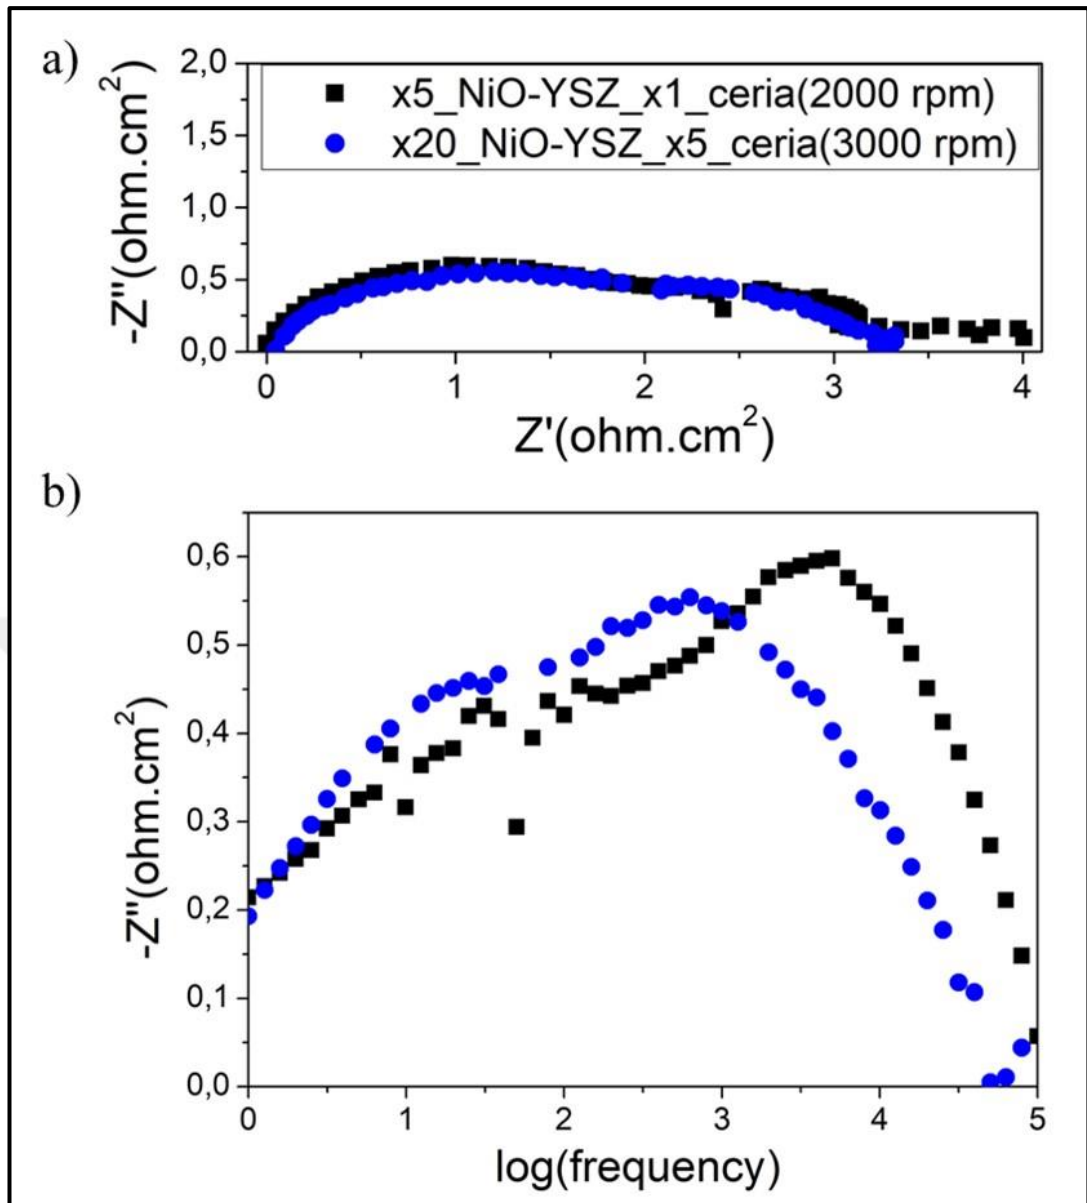 a)
2,0
1,5
1,0
0,5
0,0
-Z"(ohm.cm²)
x5_NiO-YSZ_x1_ceria(2000 rpm)
x20_NiO-YSZ_x5_ceria(3000 rpm)
0 1 2 3 4
Z'(ohm.cm²)
b)
0,6
0,5
0,4
0,3
0,2
0,1
0,0
-Z"(ohm.cm²)
0 1 2 3 4 5
log(frequency)